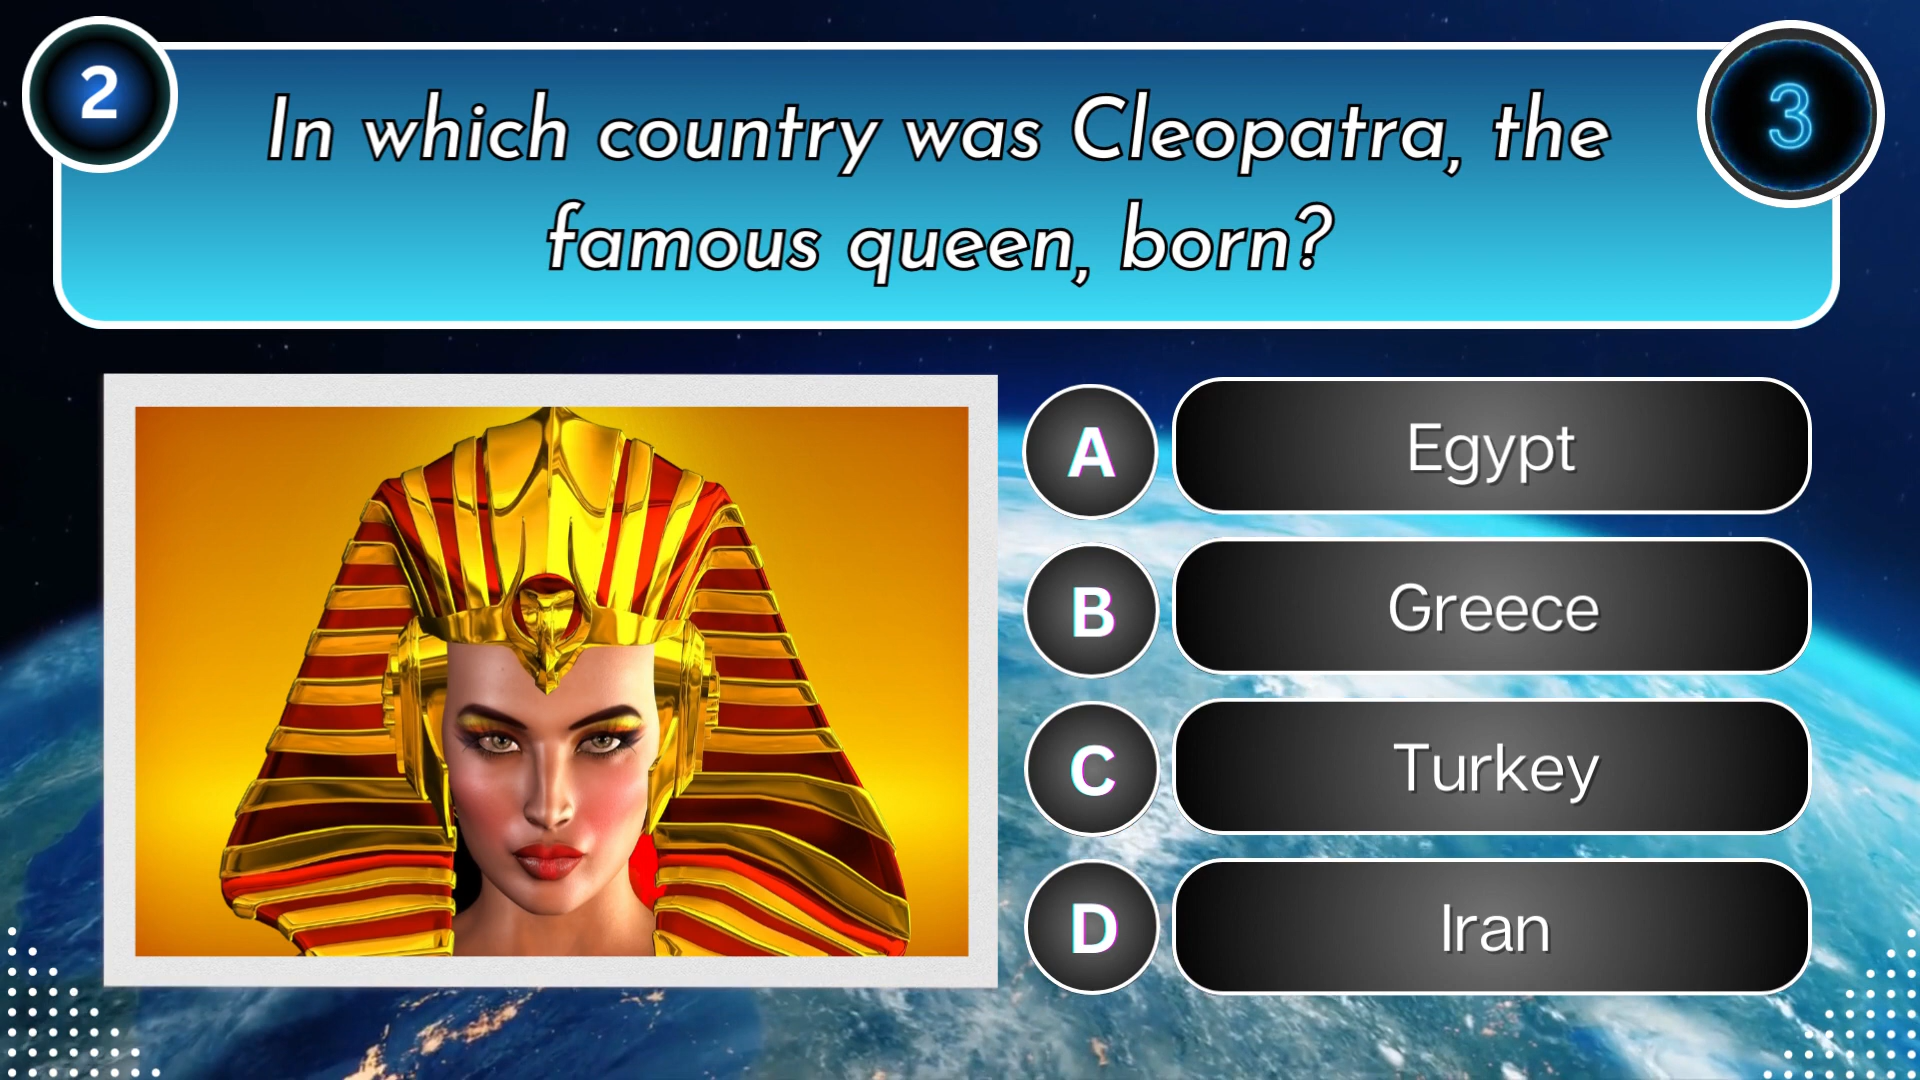 2
3
In which country was Cleopatra, the
famous queen, born?
A
Egypt
B
Greece
C
Turkey
D
Iran